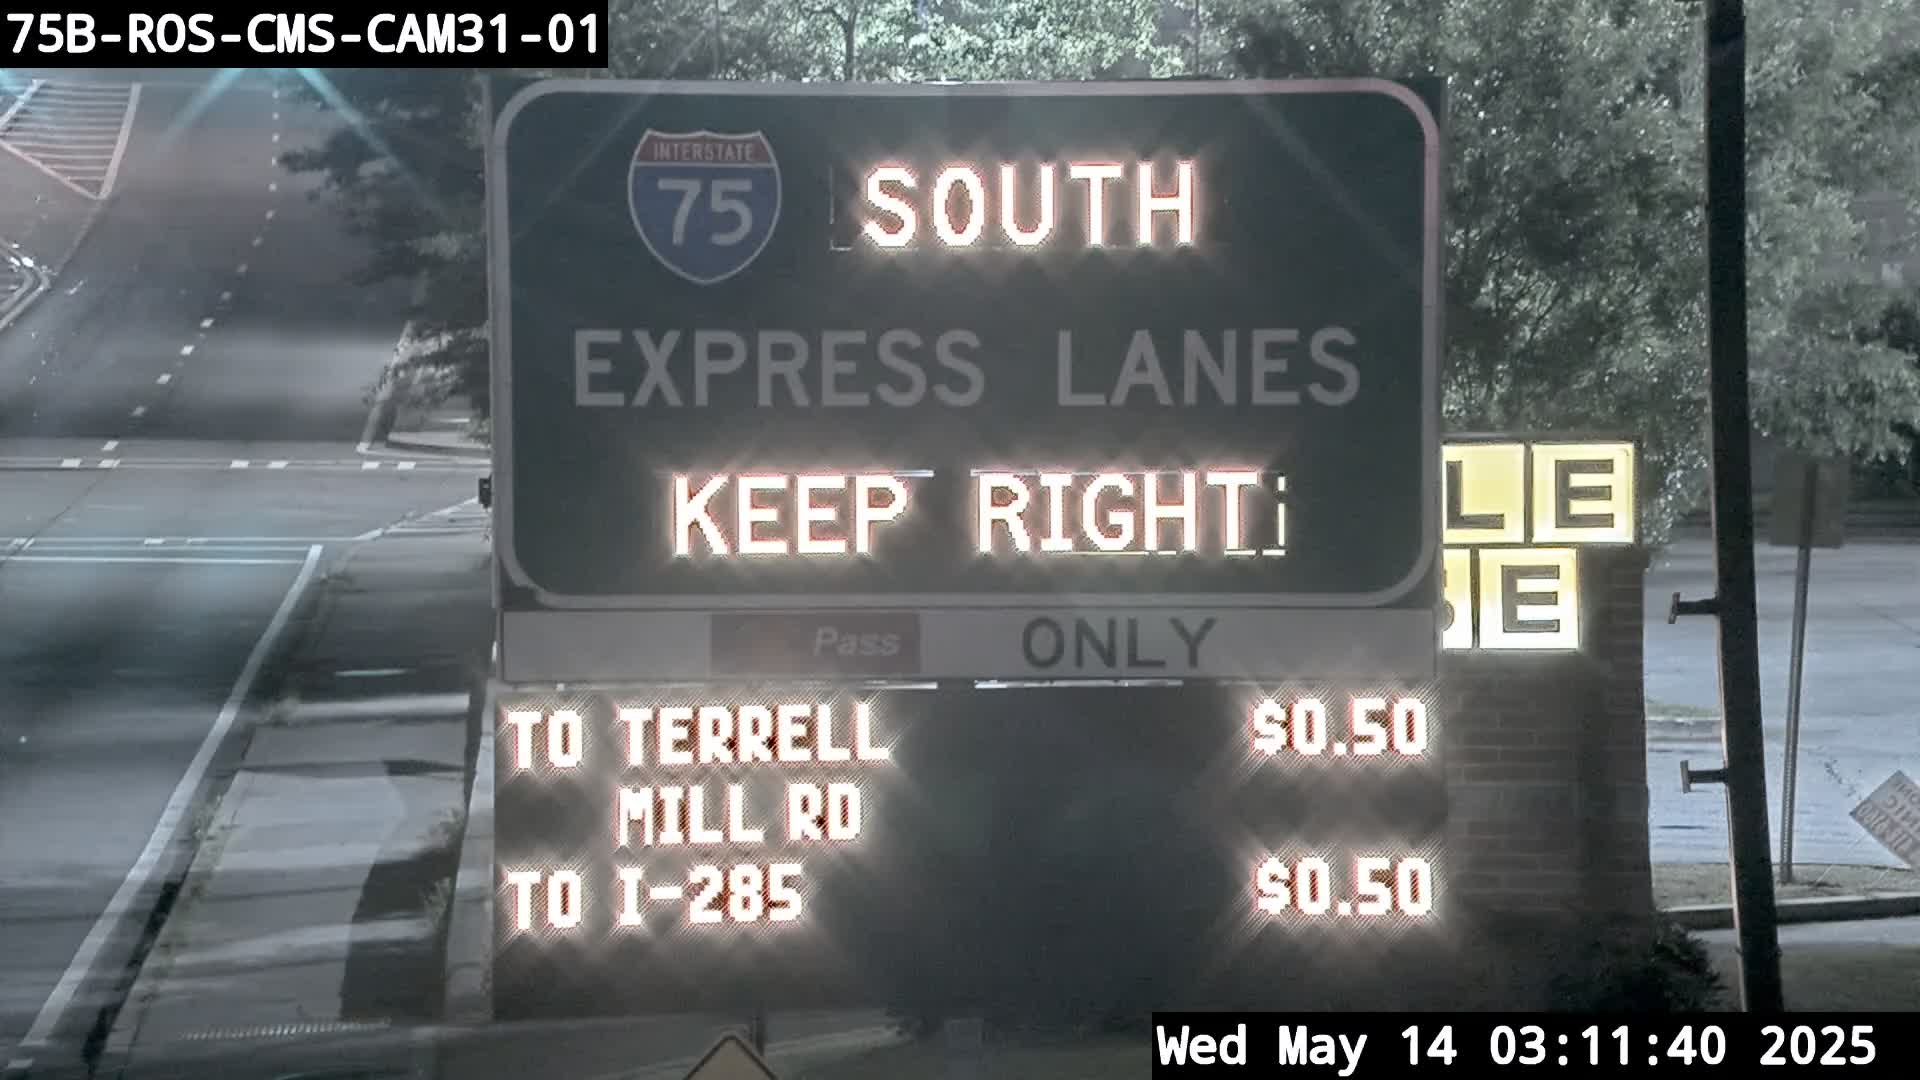 75B-ROS-CMS-CAM31-01
INTERSTATE
75
SOUTH
EXPRESS LANES
KEEP RIGHT
Pass ONLY
TO TERRELL $0.50
MILL RD
TO I-285 $0.50
LE
E
Wed May 14 03:11:40 2025